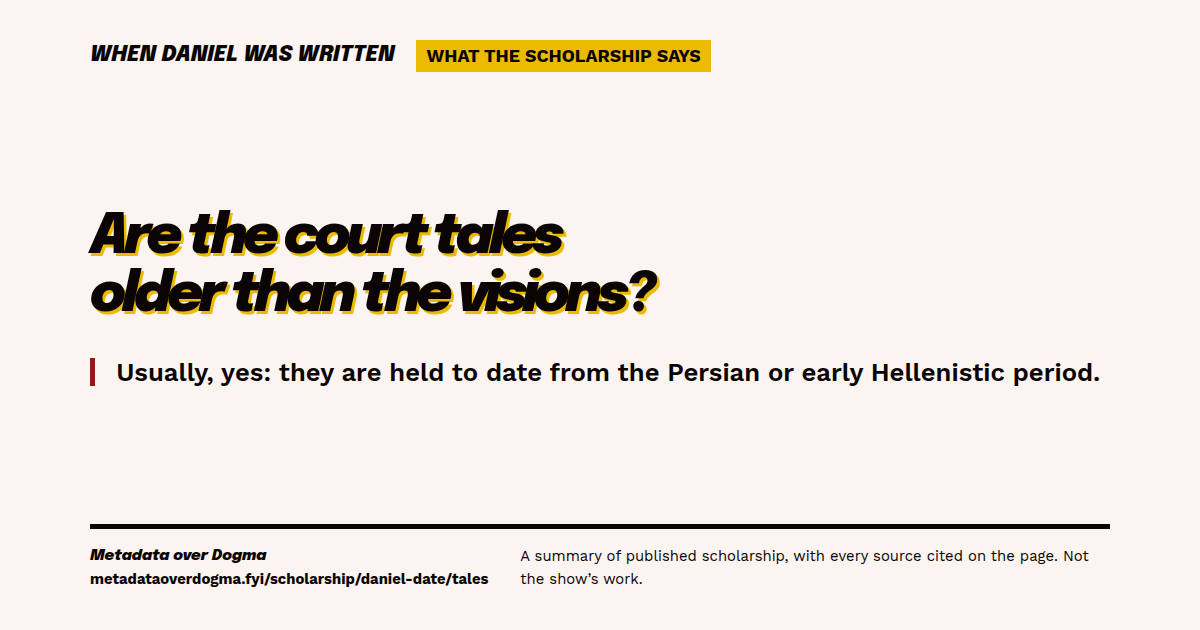 WHEN DANIEL WAS WRITTEN
WHAT THE SCHOLARSHIP SAYS
Are the court tales
older than the visions?
Usually, yes: they are held to date from the Persian or early Hellenistic period.
Metadata over Dogma
metadataoverdogma.fyi/scholarship/daniel-date/tales
A summary of published scholarship, with every source cited on the page. Not
the show’s work.